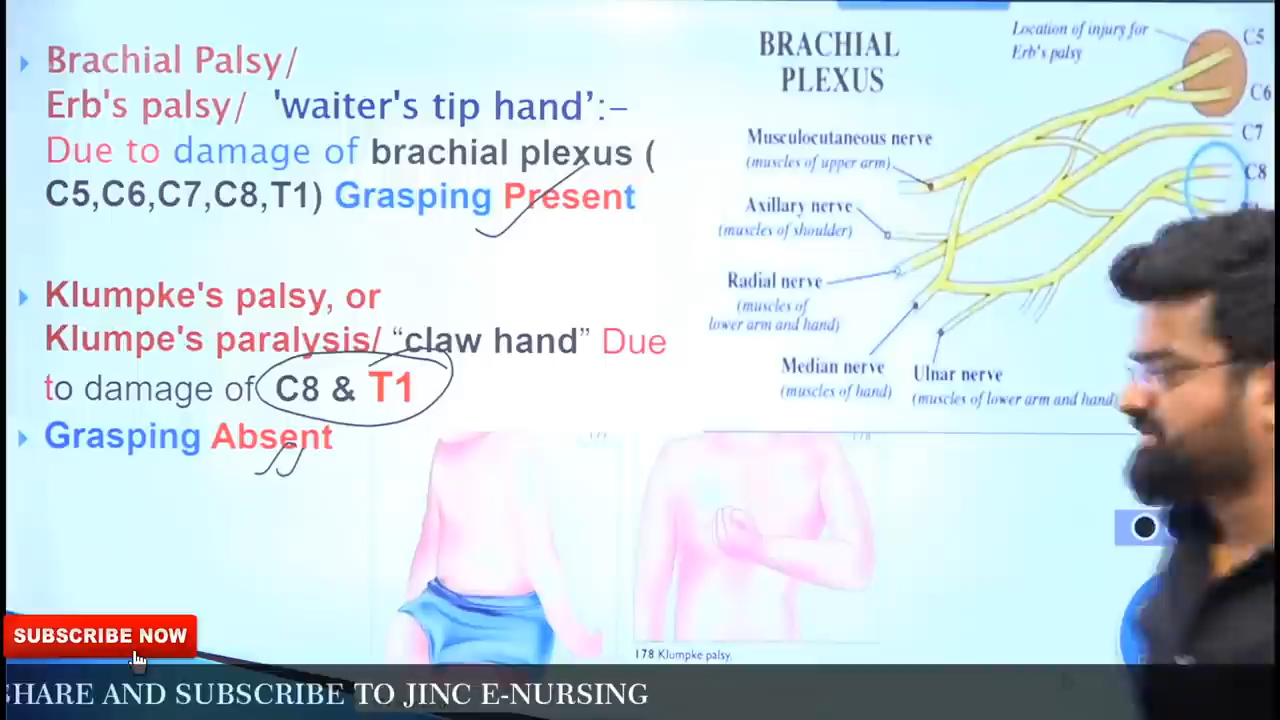 Brachial Palsy/
Erb's palsy/ 'waiter's tip hand’:–
Due to damage of brachial plexus (
C5,C6,C7,C8,T1) Grasping Present
Klumpke's palsy, or
Klumpe's paralysis/ “claw hand” Due
to damage of C8 & T1
Grasping Absent
BRACHIAL
PLEXUS
Location of injury for
Erb's palsy
C5
C6
C7
C8
Musculocutaneous nerve
(muscles of upper arm)
Axillary nerve
(muscles of shoulder)
Radial nerve
(muscles of
lower arm and hand)
Median nerve
(muscles of hand)
Ulnar nerve
(muscles of lower arm and hand)
178 Klumpke palsy.
SUBSCRIBE NOW
SHARE AND SUBSCRIBE TO JINC E-NURSING